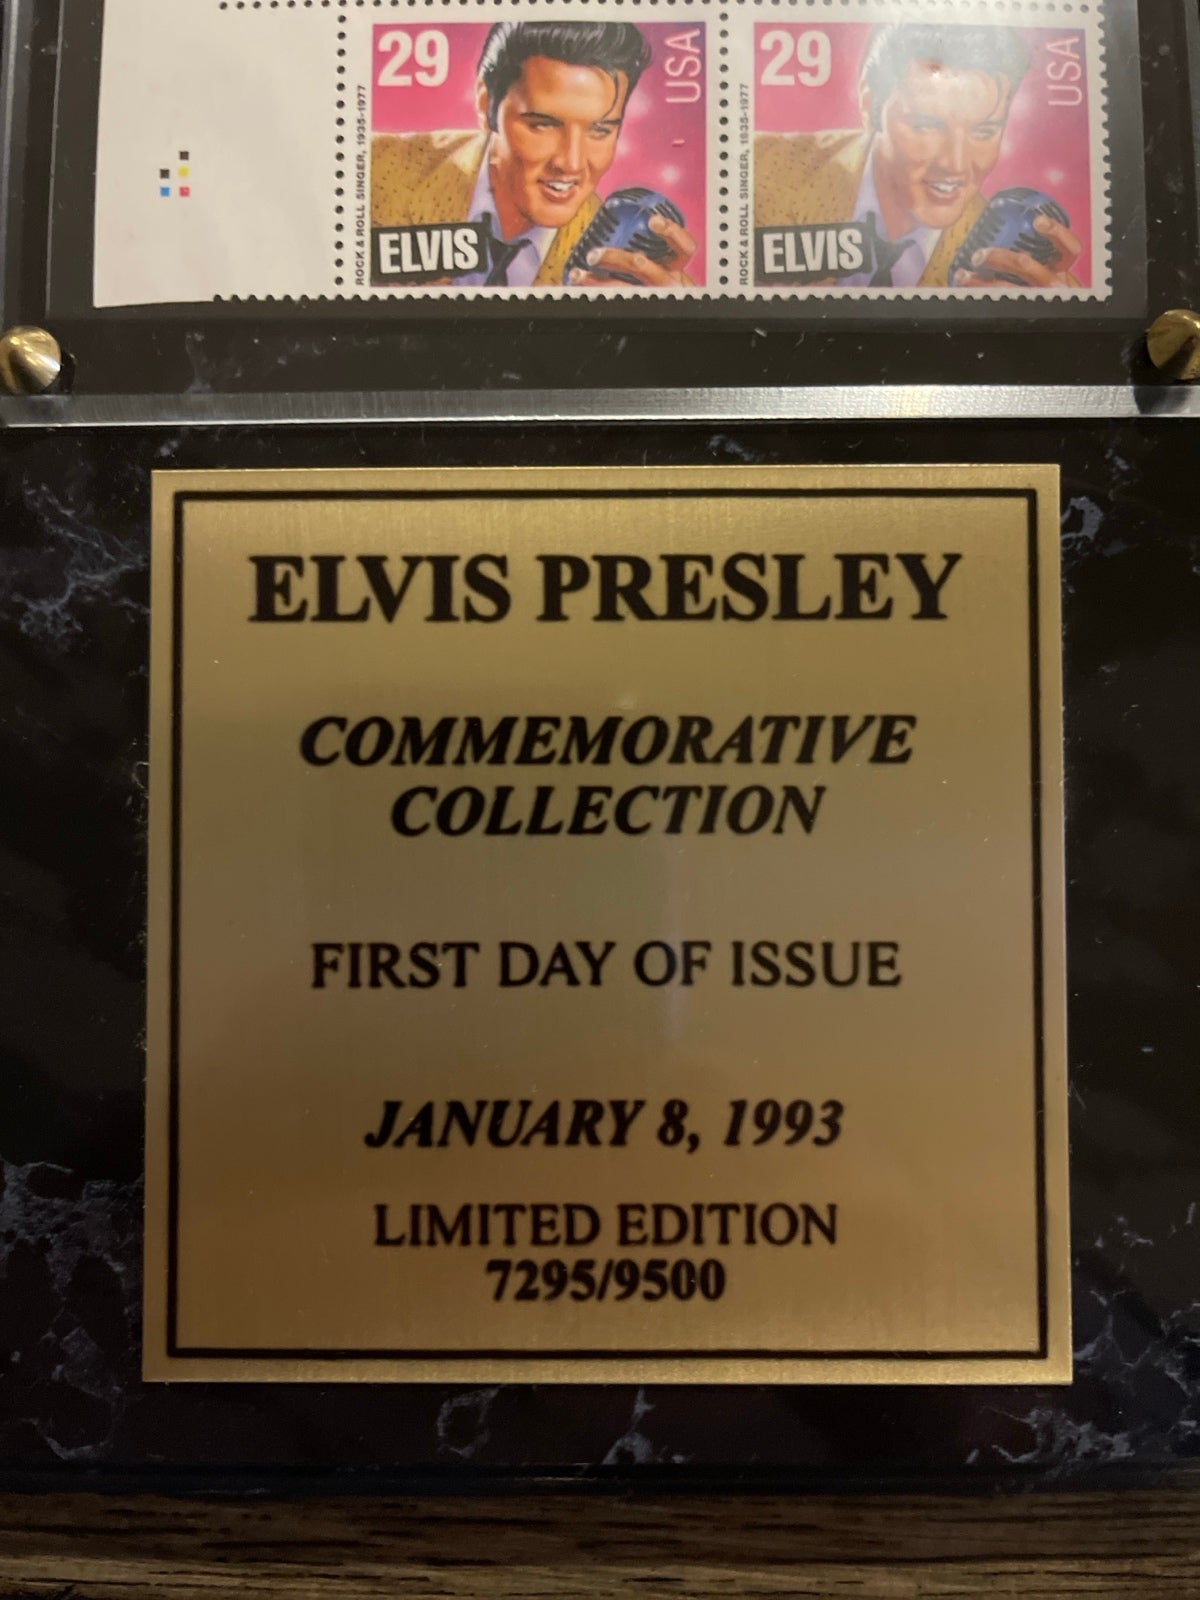 29
USA
ROCK & ROLL SINGER, 1935-1977
ELVIS
29
USA
ROCK & ROLL SINGER, 1935-1977
ELVIS
ELVIS PRESLEY
COMMEMORATIVE
COLLECTION
FIRST DAY OF ISSUE
JANUARY 8, 1993
LIMITED EDITION
7295/9500